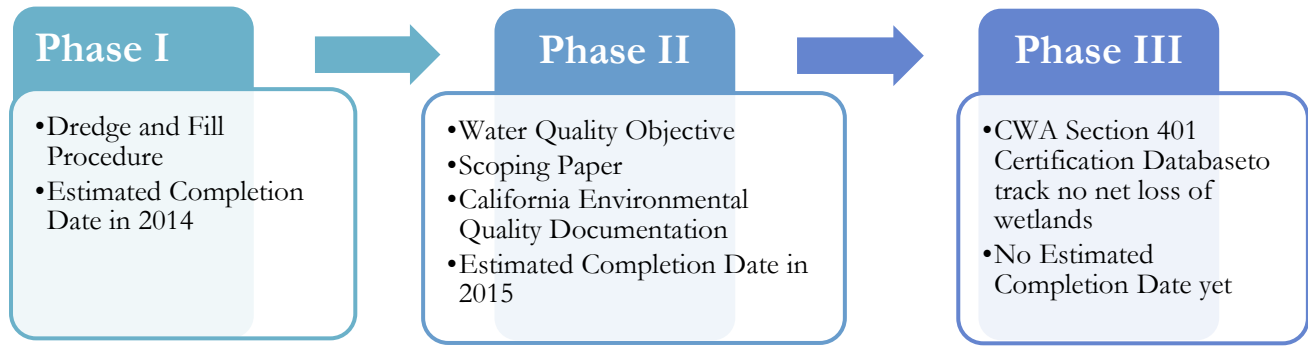 Phase I
•Dredge and Fill
Procedure
•Estimated Completion
Date in 2014
Phase II
•Water Quality Objective
•Scoping Paper
•California Environmental
Quality Documentation
•Estimated Completion Date in
2015
Phase III
•CWA Section 401
Certification Databaseto
track no net loss of
wetlands
•No Estimated
Completion Date yet